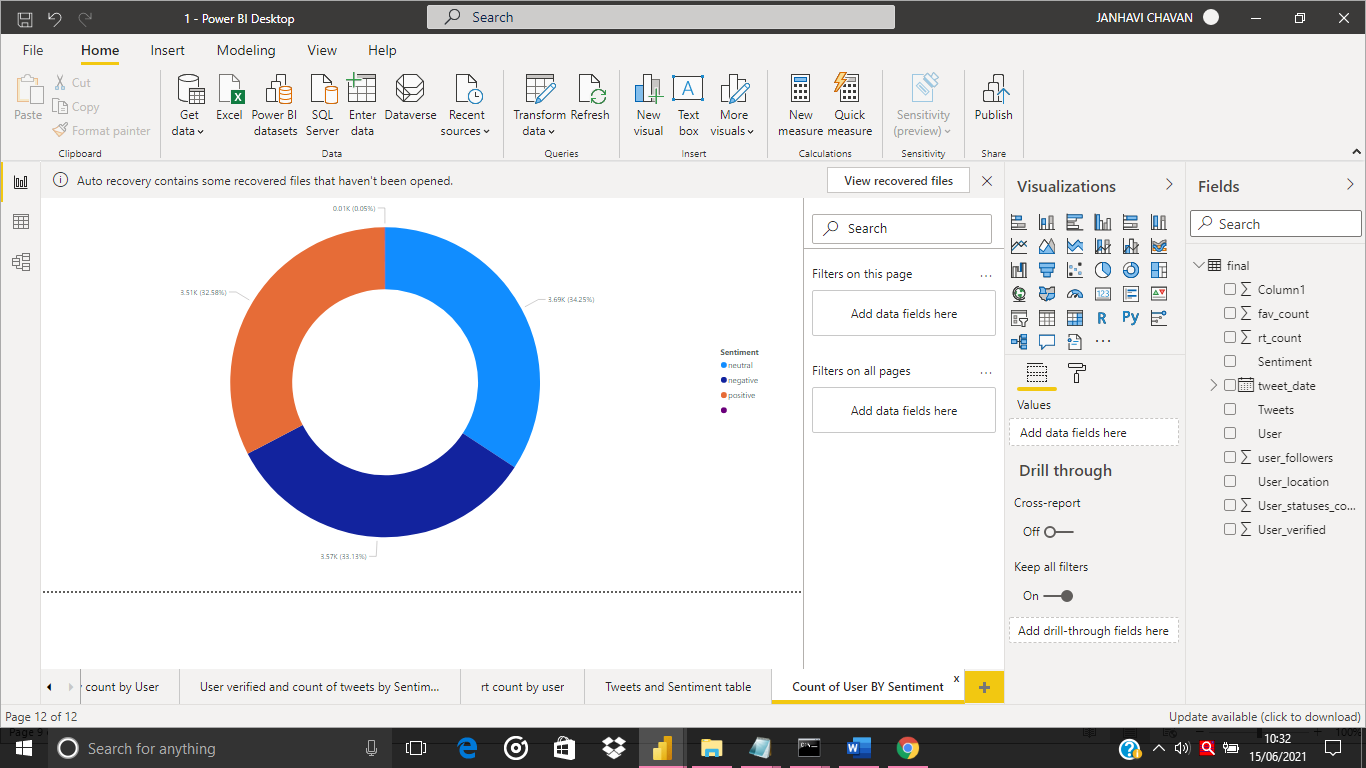 1 - Power BI Desktop
Search
JANHAVI CHAVAN
File Home Insert Modeling View Help
Paste
Cut
Copy
Format painter
Clipboard
Get data
Excel
Power BI datasets
SQL Server
Enter data
Dataverse
Recent sources
Data
Transform data
Refresh
Queries
New visual
Text box
More visuals
Insert
New measure
Quick measure
Calculations
Sensitivity (preview)
Sensitivity
Publish
Share
Auto recovery contains some recovered files that haven't been opened.
View recovered files
0.01K (0.05%)
3.51K (32.58%)
3.69K (34.25%)
3.57K (33.13%)
Sentiment
neutral
negative
positive
Search
Filters on this page
...
Add data fields here
Filters on all pages
...
Add data fields here
Visualizations
123
R
Py
...
Values
Add data fields here
Drill through
Cross-report
Off
Keep all filters
On
Add drill-through fields here
Fields
Search
final
Column1
fav_count
rt_count
Sentiment
tweet_date
Tweets
User
user_followers
User_location
User_statuses_co...
User_verified
count by User
User verified and count of tweets by Sentim...
rt count by user
Tweets and Sentiment table
Count of User BY Sentiment
x
+
Page 12 of 12
Update available (click to download)
Page 9
100%
Search for anything
10:32
15/06/2021